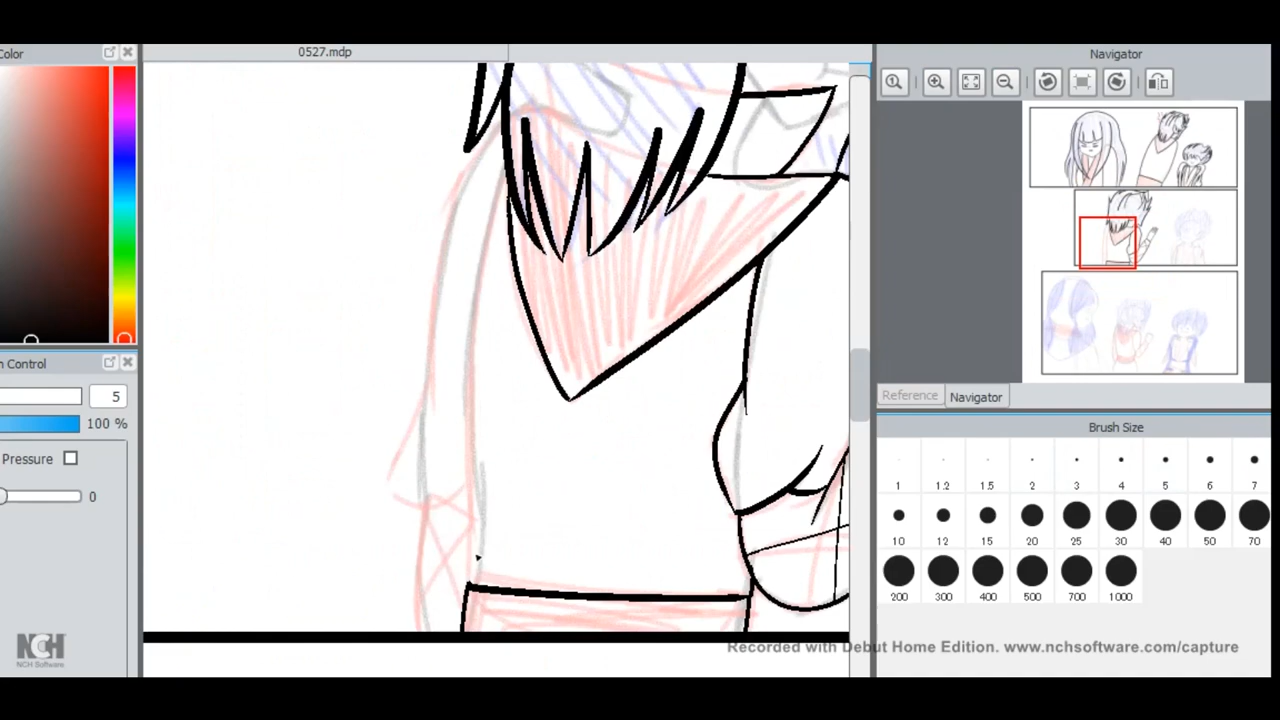 Color
0527.mdp
Navigator
5
100 %
Pressure
0
Control
Reference
Navigator
Brush Size
1 1.2 1.5 2 3 4 5 6 7
10 12 15 20 25 30 40 50 70
200 300 400 500 700 1000
NCH
NCH Software
Recorded with Debut Home Edition. www.nchsoftware.com/capture